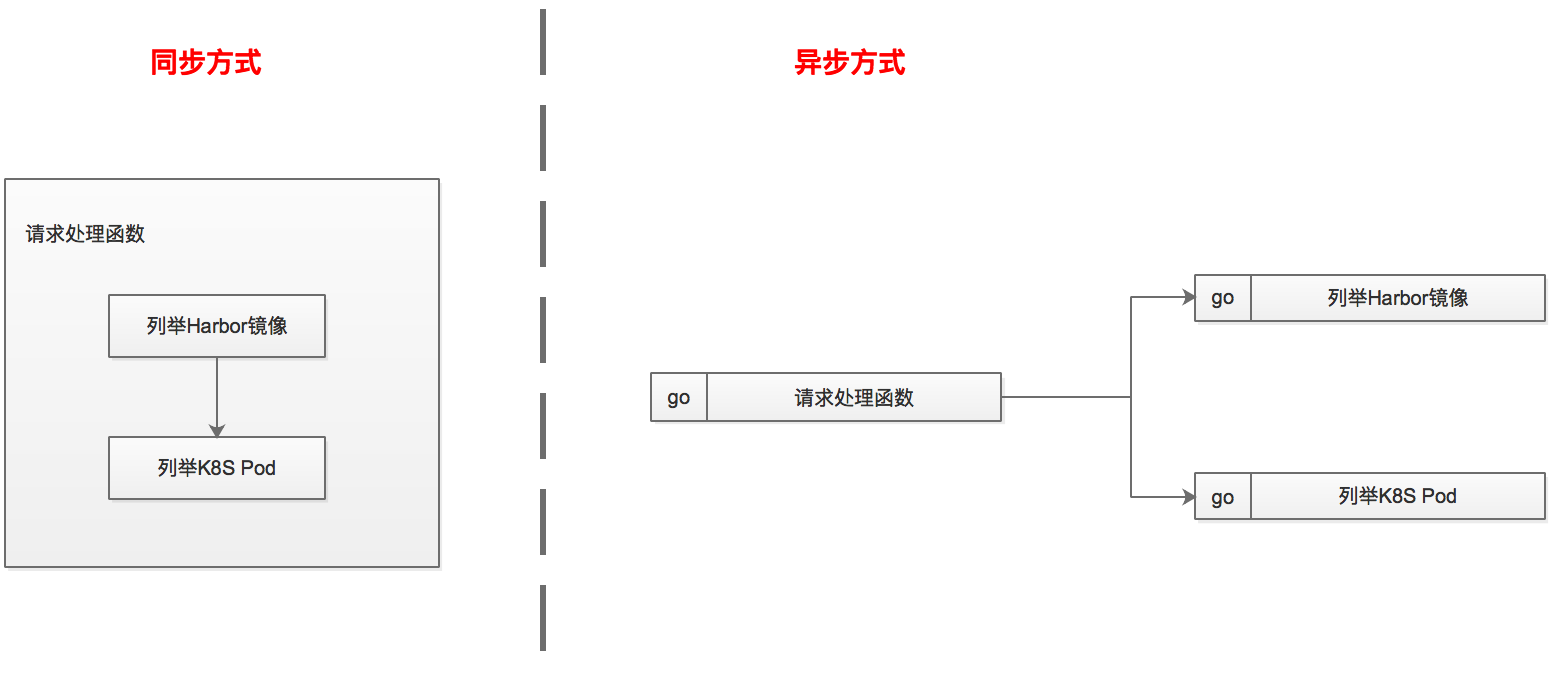 同步方式
请求处理函数
列举Harbor镜像
列举K8S Pod
异步方式
go 请求处理函数
go 列举Harbor镜像
go 列举K8S Pod